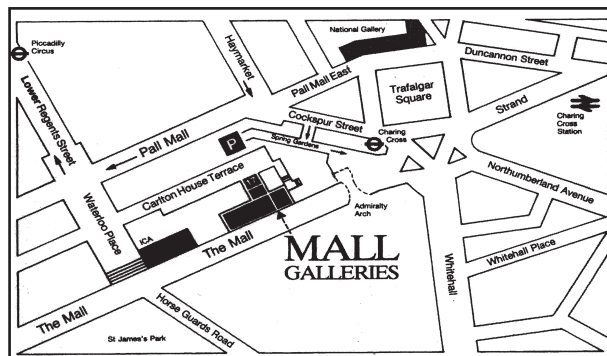 National Gallery
Piccadilly
Circus
Haymarket
Duncannon Street
Pall Mall East
Trafalgar
Square
Strand
Lower Regents Street
Cockspur Street
Charing
Cross
Station
Pall Mall
P
Spring Gardens
Charing
Cross
Carlton House Terrace
17
Northumberland Avenue
Waterloo Place
Admiralty
Arch
ICA
The Mall
MALL
GALLERIES
Whitehall
Whitehall Place
The Mall
Horse Guards Road
St James's Park